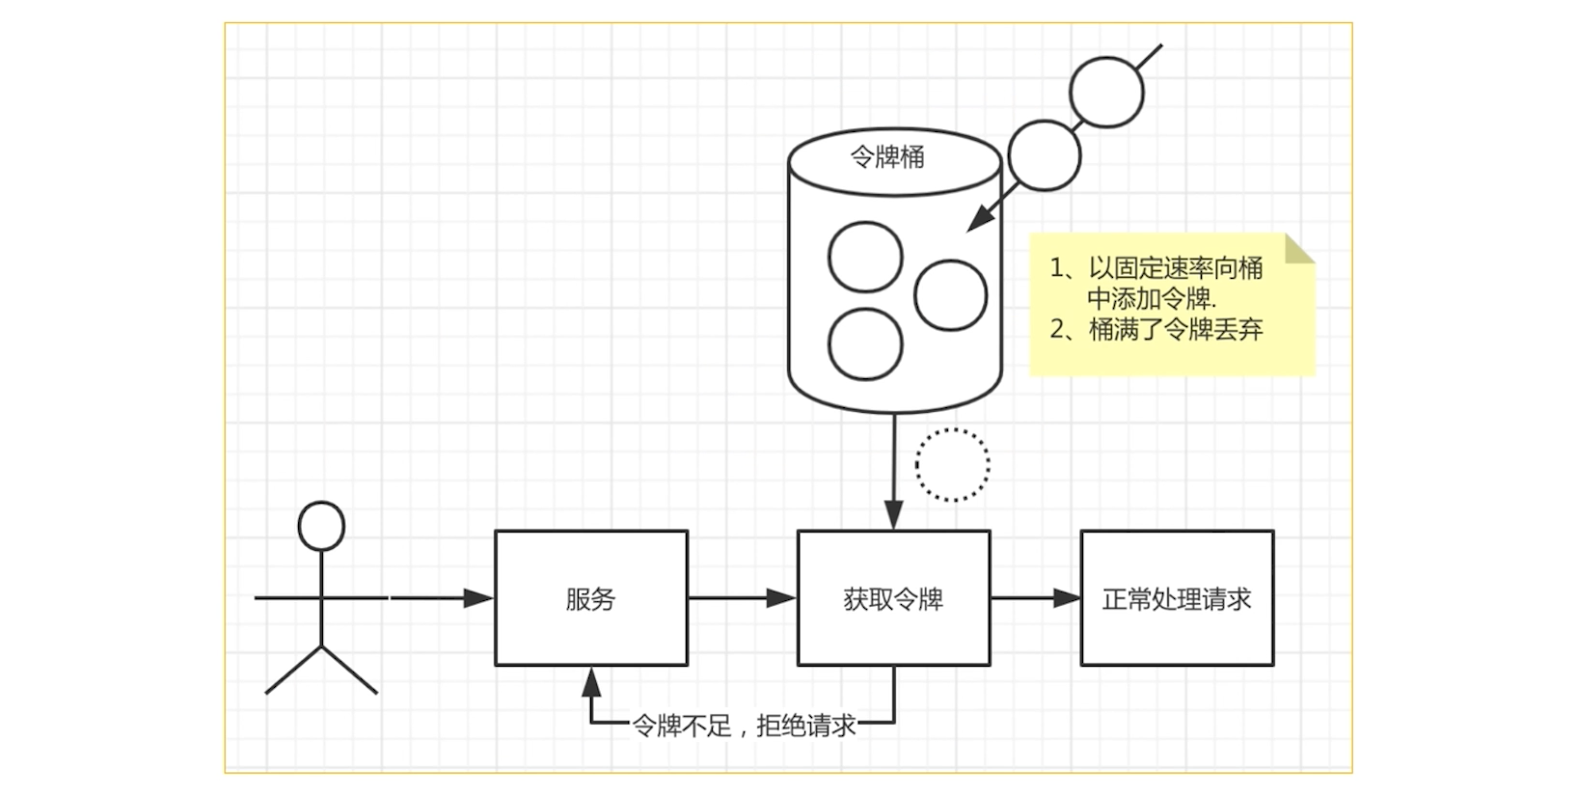 令牌桶
1、以固定速率向桶
中添加令牌.
2、桶满了令牌丢弃
服务
获取令牌
正常处理请求
令牌不足，拒绝请求